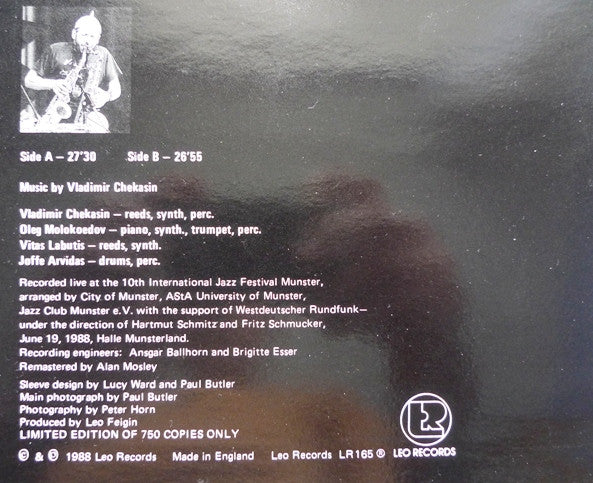 Side A – 27'30 Side B – 26'55
Music by Vladimir Chekasin
Vladimir Chekasin – reeds, synth, perc.
Oleg Molokoedov – piano, synth., trumpet, perc.
Vitas Labutis – reeds, synth.
Joffe Arvidas – drums, perc.
Recorded live at the 10th International Jazz Festival Munster,
arranged by City of Munster, AStA University of Munster,
Jazz Club Munster e.V. with the support of Westdeutscher Rundfunk—
under the direction of Hartmut Schmitz and Fritz Schmucker,
June 19, 1988, Halle Munsterland.
Recording engineers: Ansgar Ballhorn and Brigitte Esser
Remastered by Alan Mosley
Sleeve design by Lucy Ward and Paul Butler
Main photograph by Paul Butler
Photography by Peter Horn
Produced by Leo Feigin
LIMITED EDITION OF 750 COPIES ONLY
℗ & © 1988 Leo Records Made in England Leo Records LR165 ® LEO RECORDS
LR